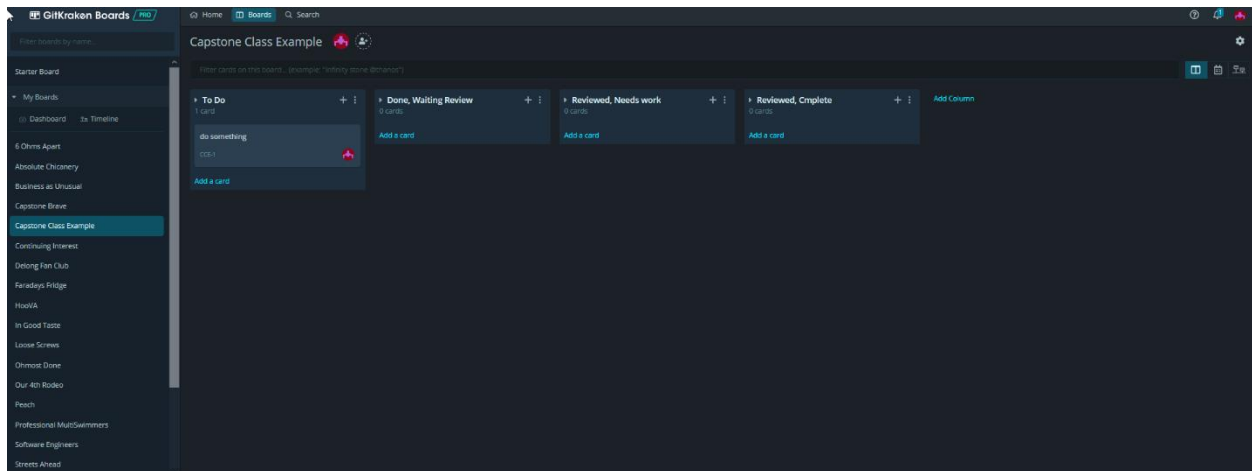 GitKraken Boards PRO
Home Boards Search
Filter boards by name...
Capstone Class Example
Starter Board
Filter cards on this board... (example: "infinity stone @thanos")
My Boards
Dashboard Timeline
6 Ohms Apart
Absolute Chicanery
Business as Unusual
Capstone Brave
Capstone Class Example
Continuing Interest
Delong Fan Club
Faradays Fridge
HooVA
In Good Taste
Loose Screws
Ohmost Done
Our 4th Rodeo
Peach
Professional MultiSwimmers
Software Engineers
Streets Ahead
To Do
1 card
do something
CCE-1
Add a card
Done, Waiting Review
0 cards
Add a card
Reviewed, Needs work
0 cards
Add a card
Reviewed, Cmplete
0 cards
Add a card
Add Column